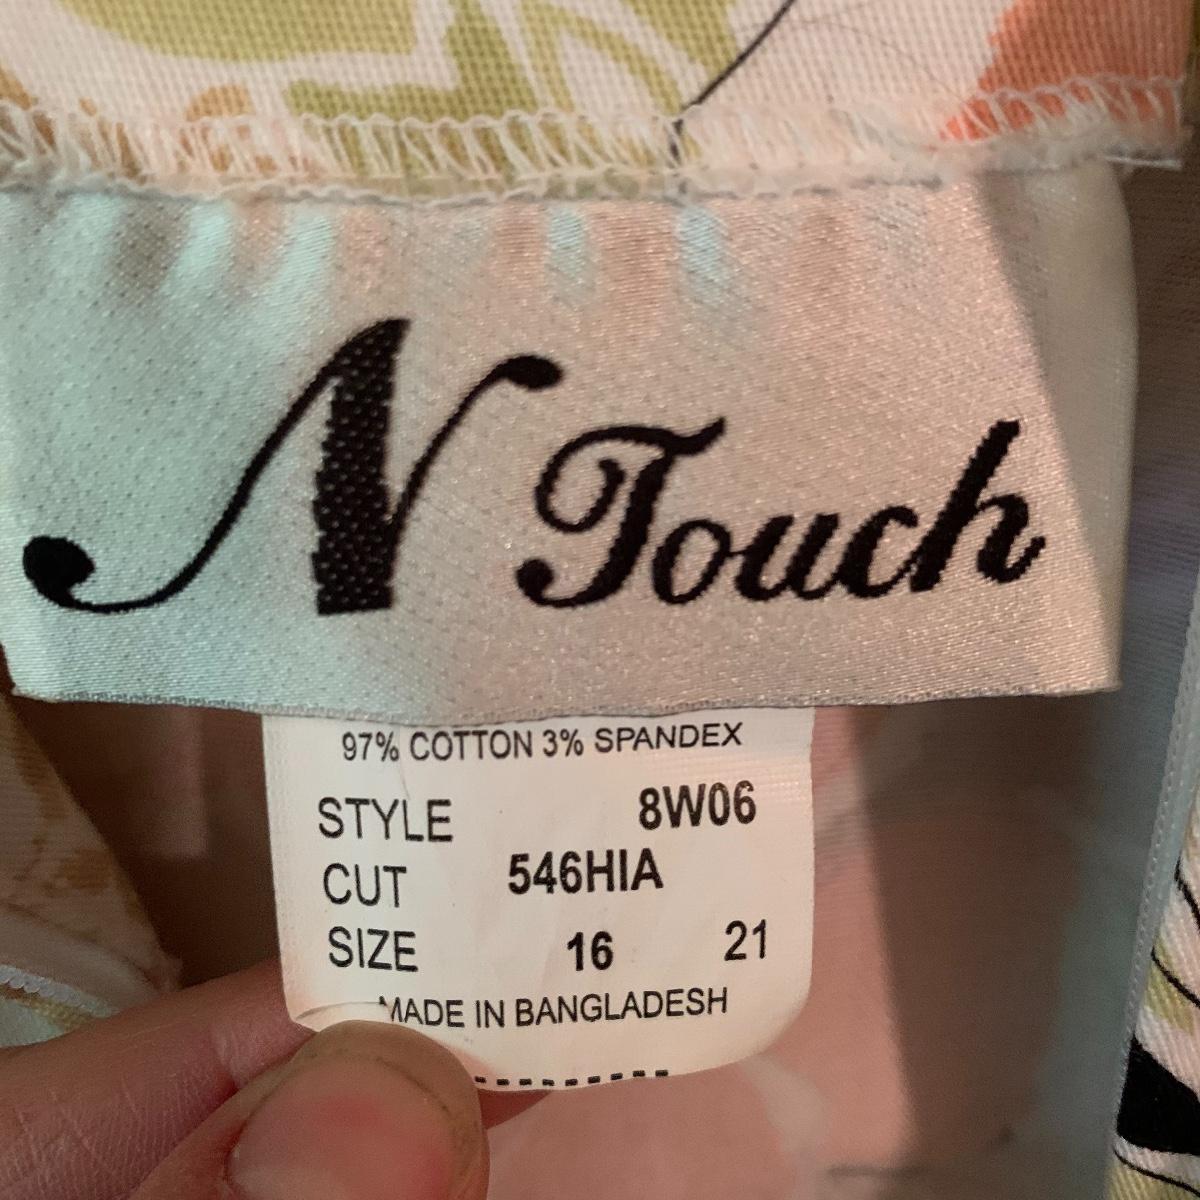 N Touch
97% COTTON 3% SPANDEX
STYLE 8W06
CUT 546HIA
SIZE 16 21
MADE IN BANGLADESH